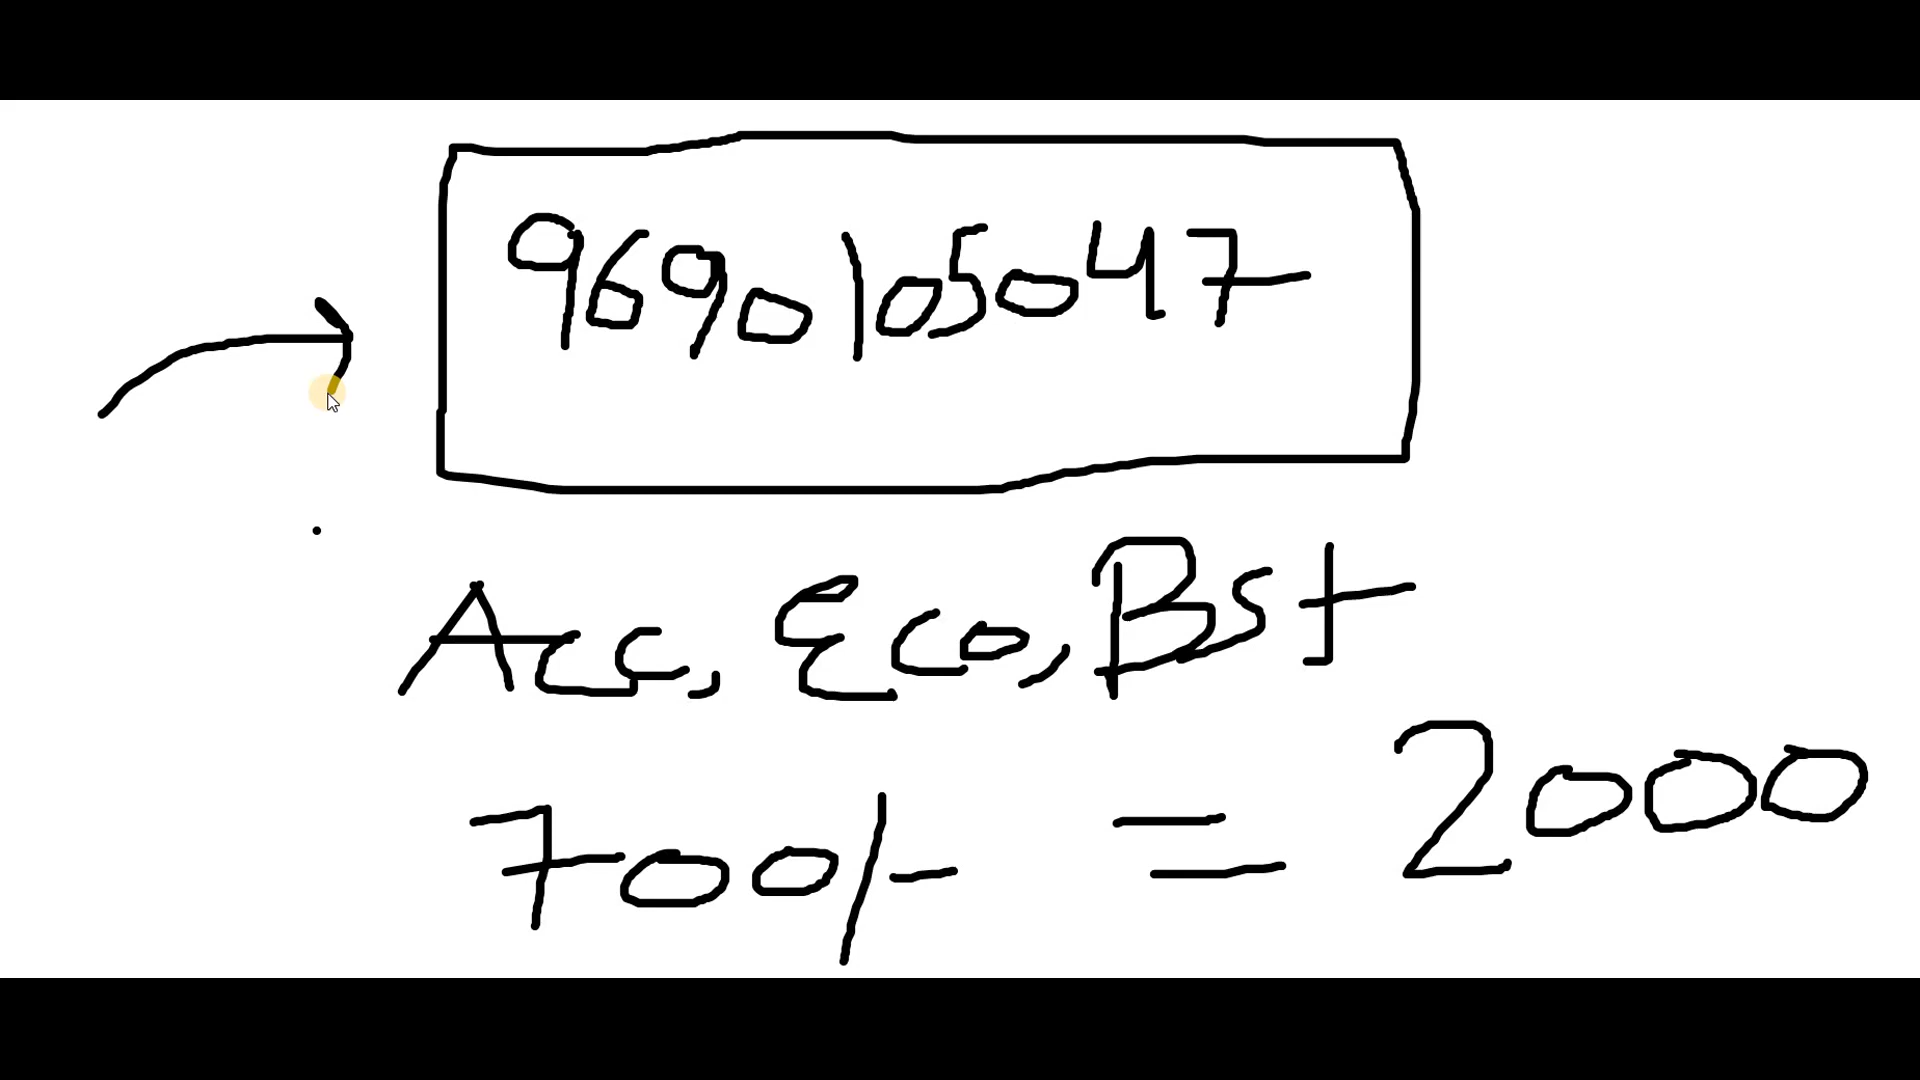 9690105047
Acc, Eco, Bst
700/- = 2000